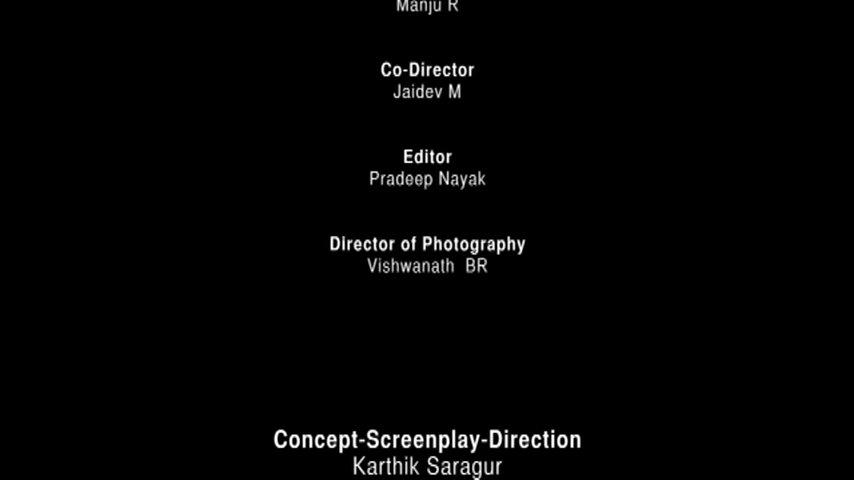 Manju R
Co-Director
Jaidev M
Editor
Pradeep Nayak
Director of Photography
Vishwanath BR
Concept-Screenplay-Direction
Karthik Saragur